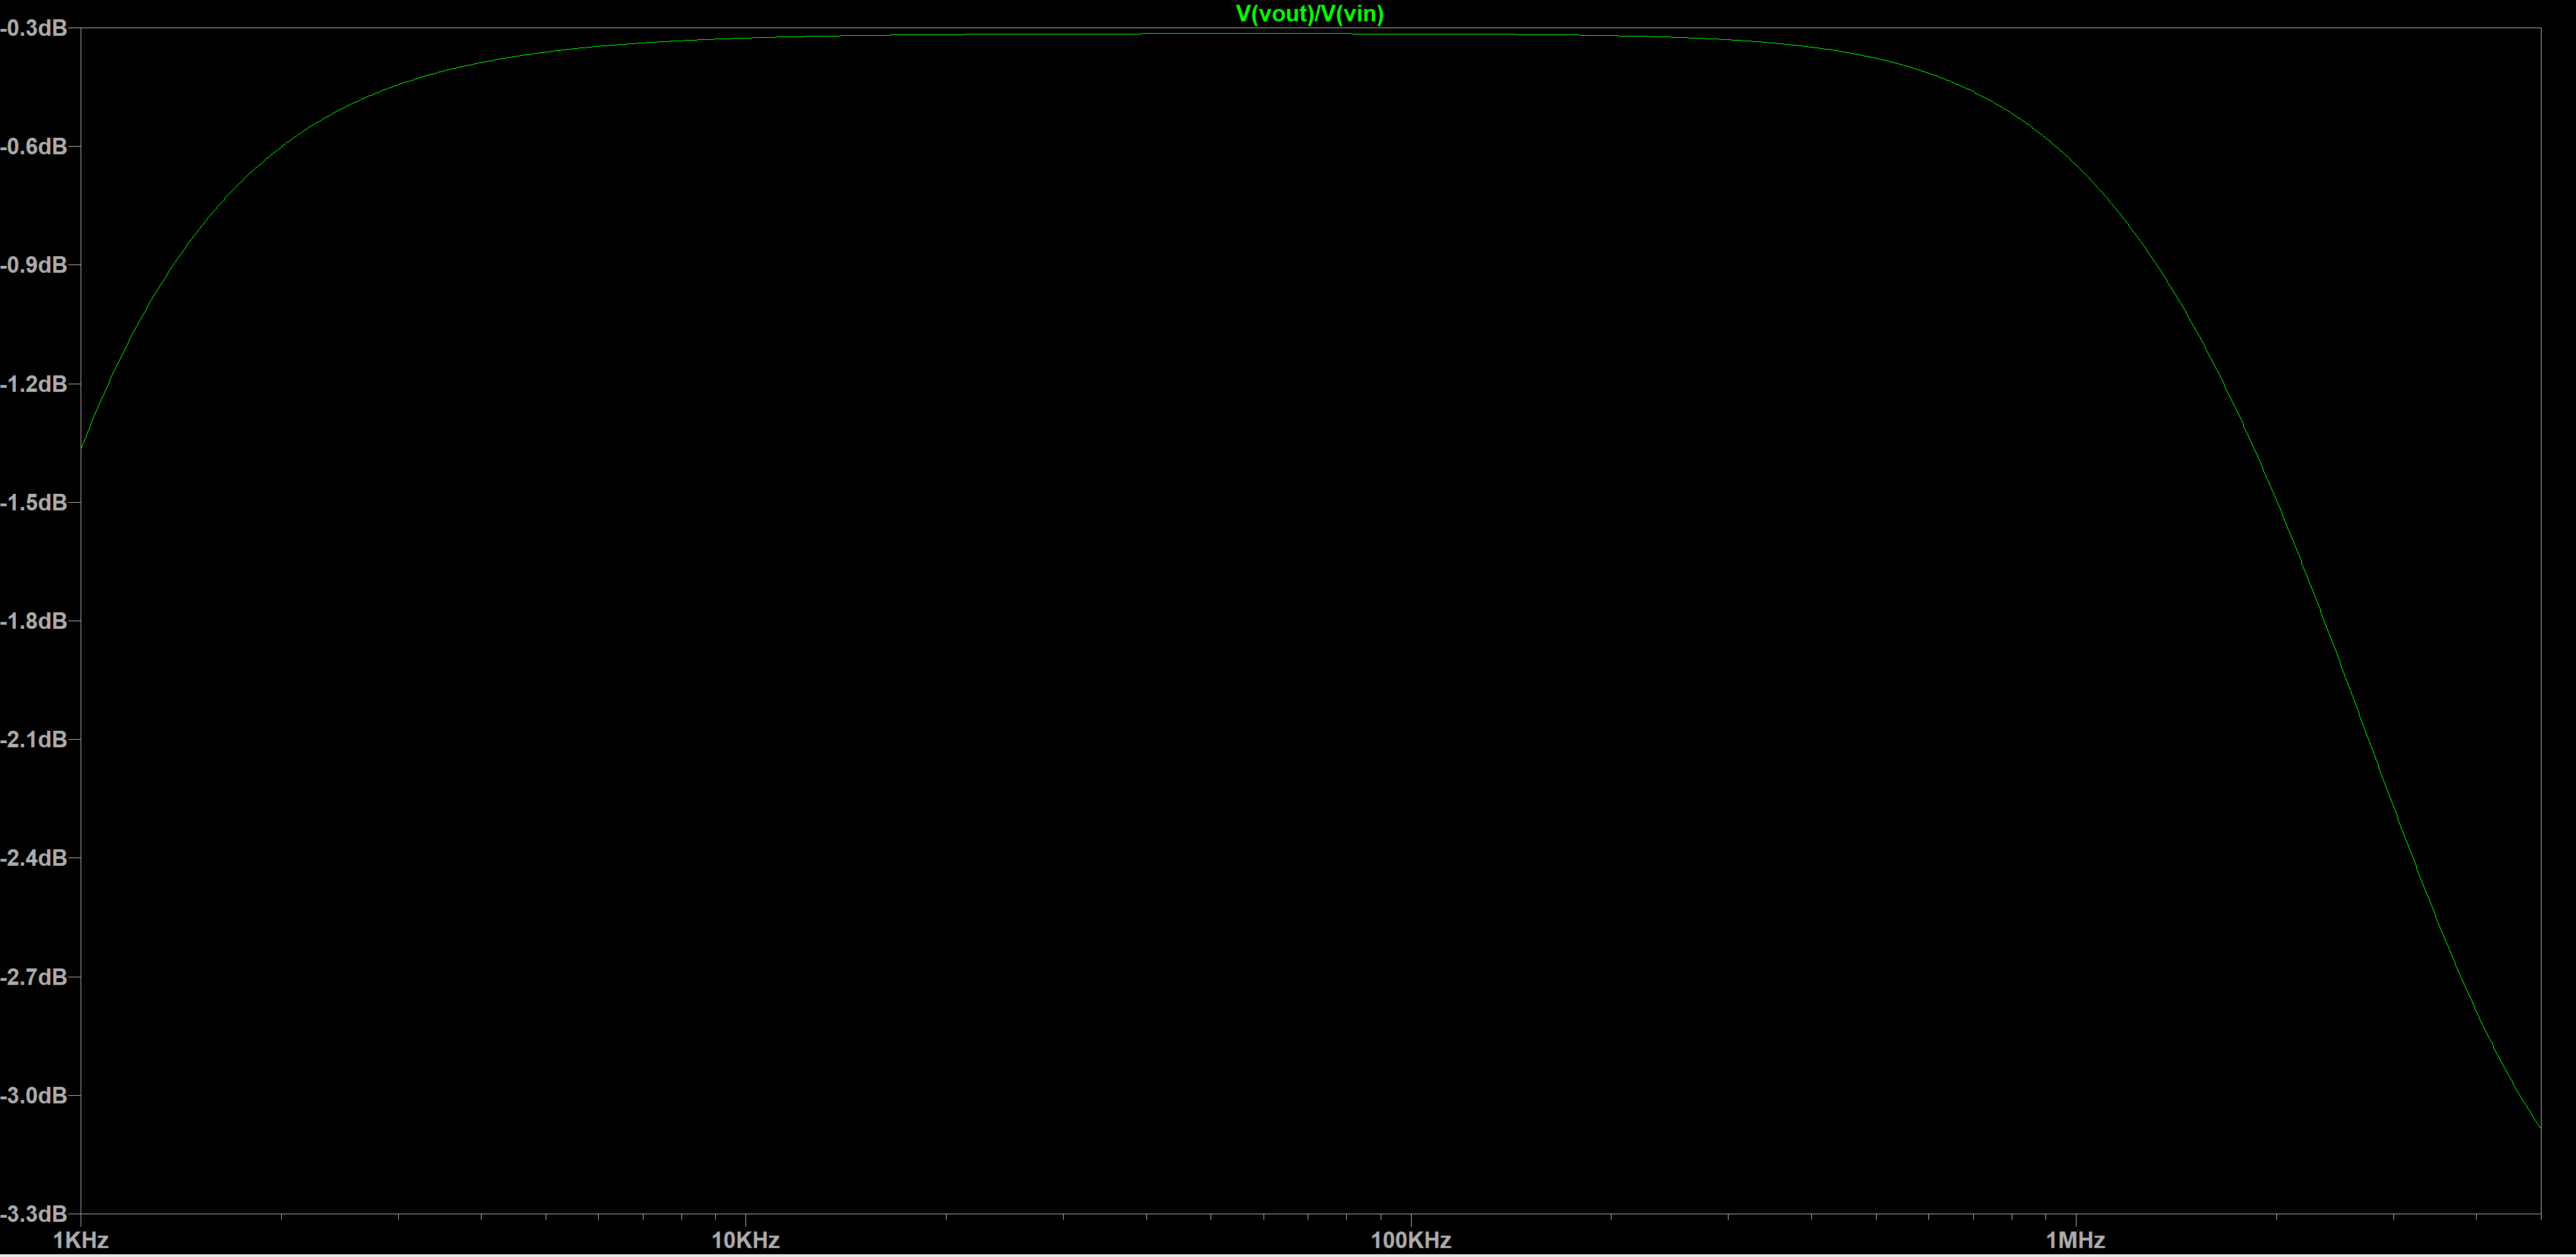 V(vout)/V(vin)
-0.3dB
-0.6dB
-0.9dB
-1.2dB
-1.5dB
-1.8dB
-2.1dB
-2.4dB
-2.7dB
-3.0dB
-3.3dB
1KHz 10KHz 100KHz 1MHz